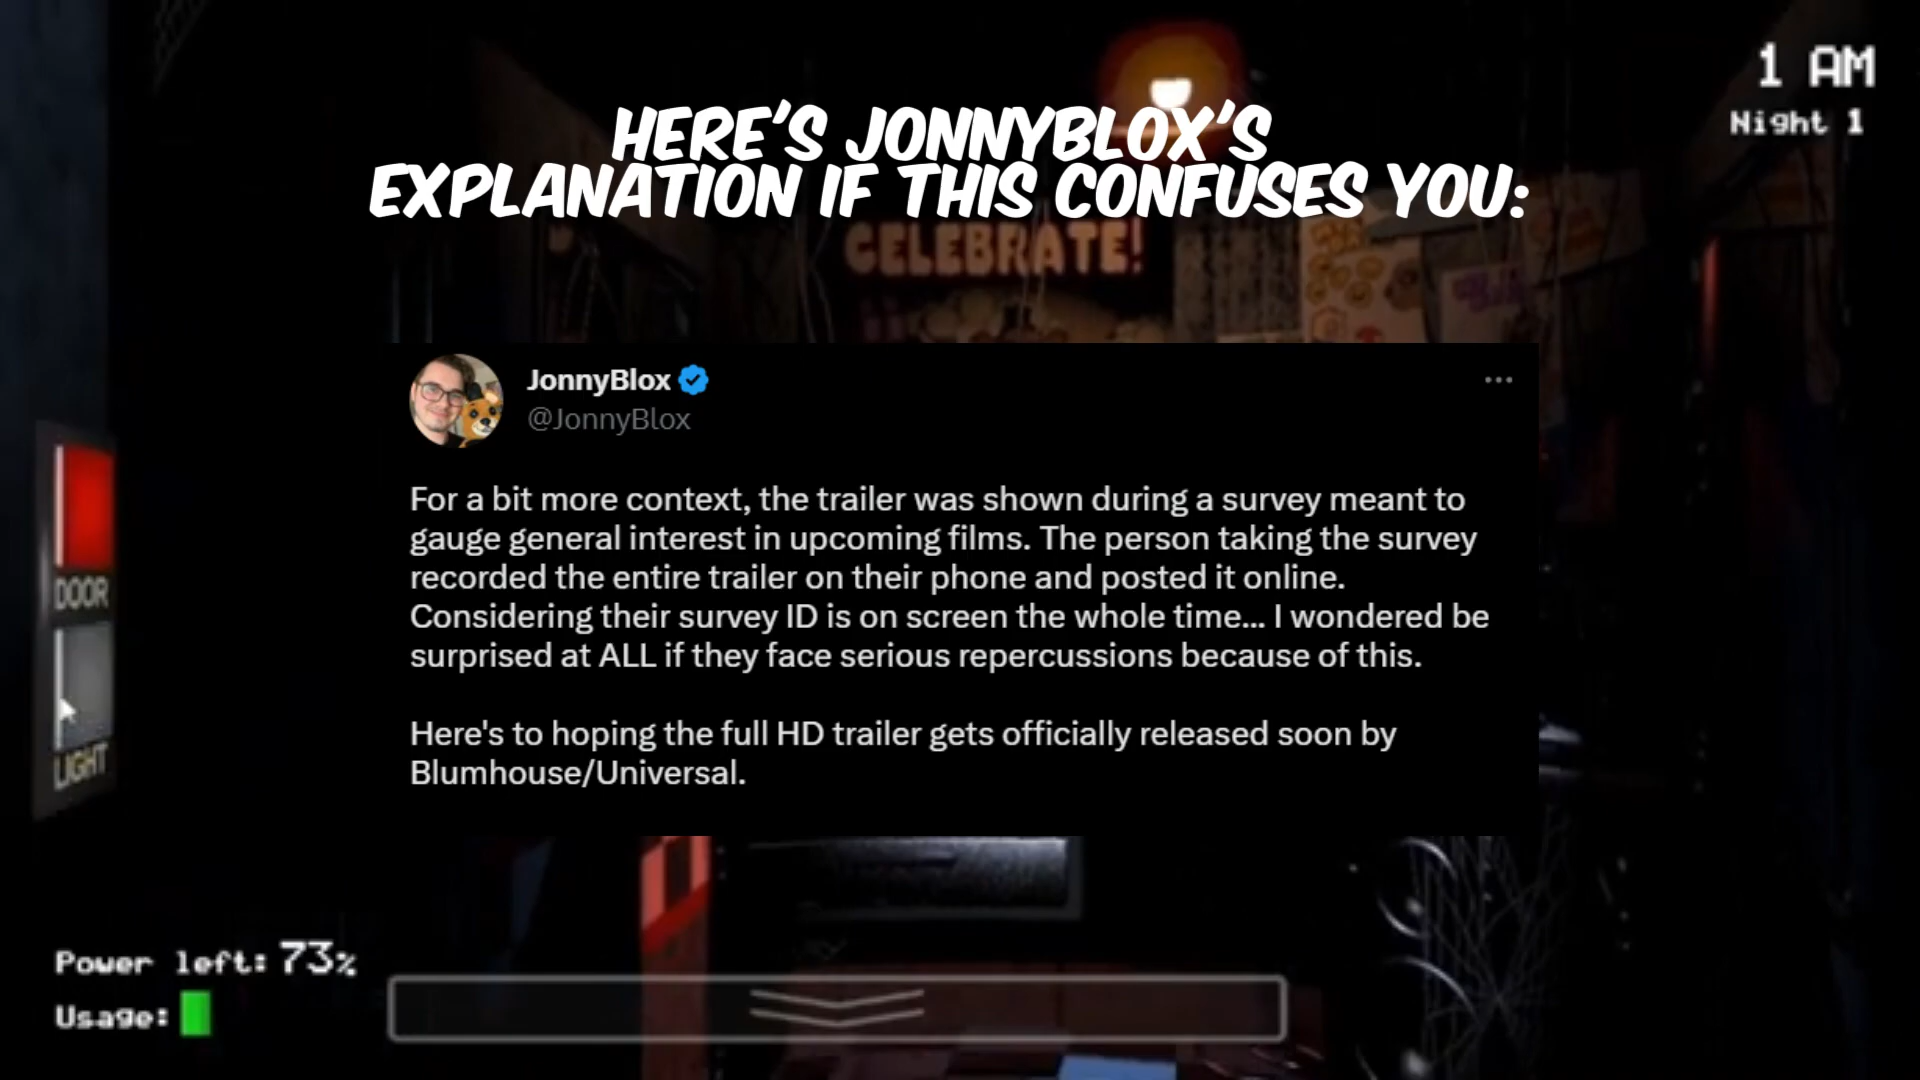 1 AM
Night 1
HERE'S JONNYBLOX'S
EXPLANATION IF THIS CONFUSES YOU:
CELEBRATE!
JonnyBlox
@JonnyBlox
For a bit more context, the trailer was shown during a survey meant to
gauge general interest in upcoming films. The person taking the survey
recorded the entire trailer on their phone and posted it online.
Considering their survey ID is on screen the whole time... I wondered be
surprised at ALL if they face serious repercussions because of this.
Here's to hoping the full HD trailer gets officially released soon by
Blumhouse/Universal.
DOOR
LIGHT
Power left: 73%
Usage: